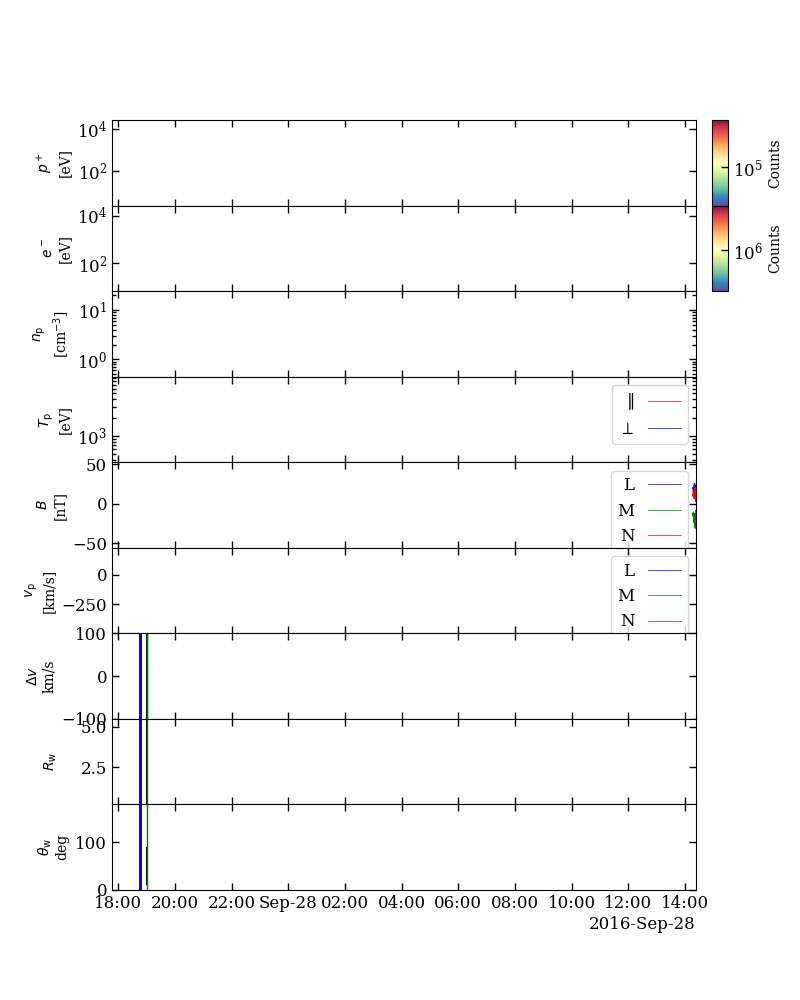 10^4
10^2
p^+
[eV]
10^5
Counts
10^4
10^2
e^−
[eV]
10^6
Counts
10^1
10^0
n_p
[cm^−3]
10^3
T_p
[eV]
∥
⊥
50
0
−50
B
[nT]
L
M
N
0
−250
v_p
[km/s]
L
M
N
100
0
−100
Δv
km/s
5.0
2.5
R_w
100
0
θ_w
deg
18:00 20:00 22:00 Sep-28 02:00 04:00 06:00 08:00 10:00 12:00 14:00
2016-Sep-28